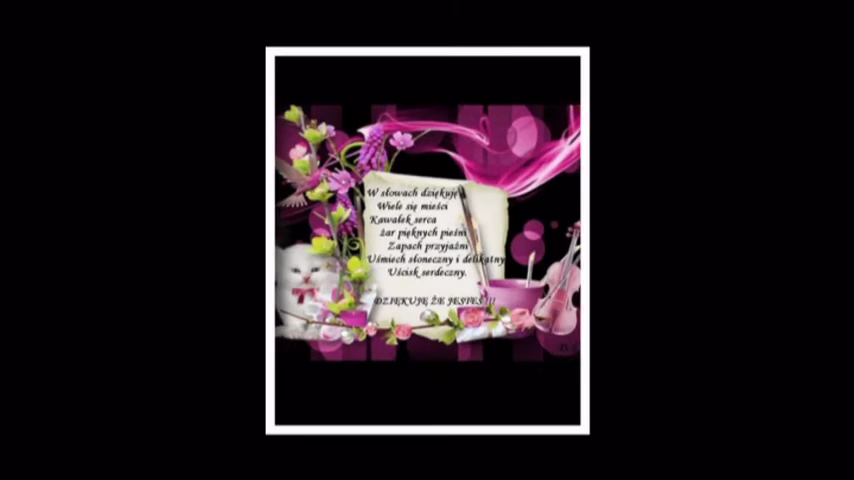 W słowach dziękuję
Wiele się mieści
Kawałek serca
żar pięknych pieśni
Zapach przyjaźni
Uśmiech słoneczny i delikatny
Uścisk serdeczny.
DZIĘKUJĘ ŻE JESTEŚ !!!